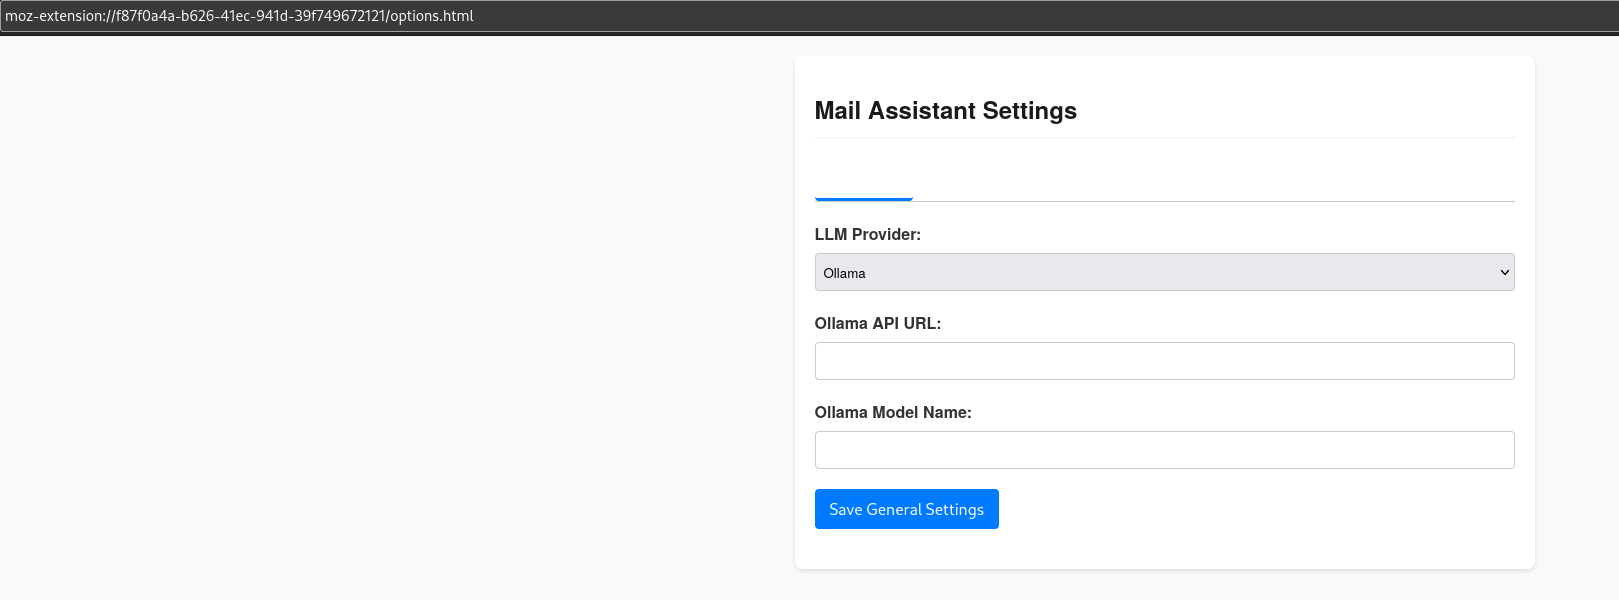 moz-extension://f87f0a4a-b626-41ec-941d-39f749672121/options.html
Mail Assistant Settings
LLM Provider:
Ollama
Ollama API URL:
Ollama Model Name:
Save General Settings